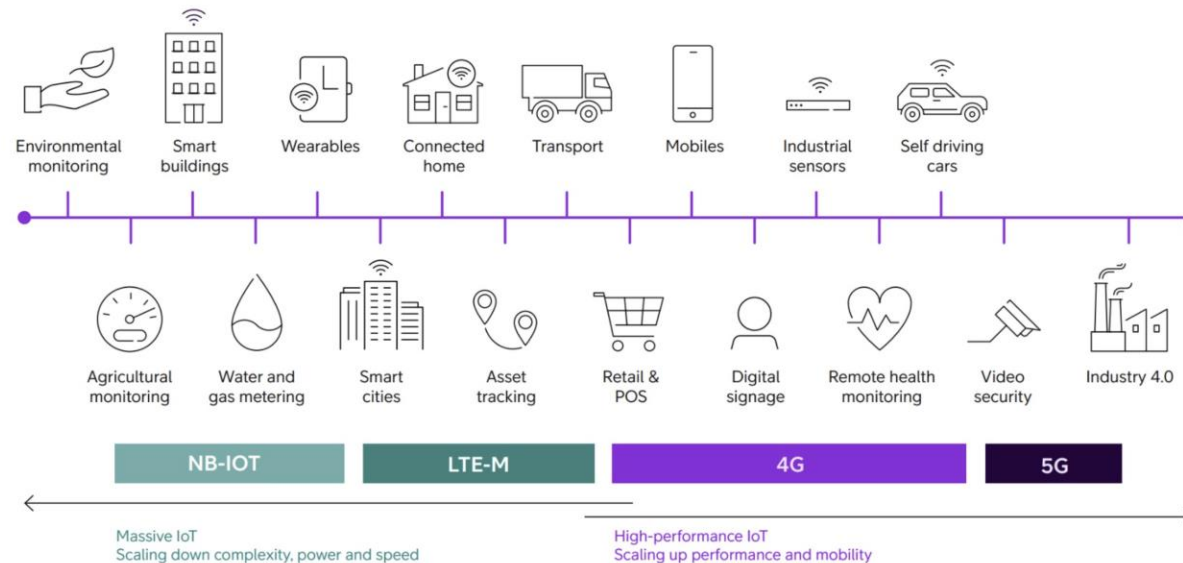 Environmental
monitoring
Smart
buildings
Wearables
Connected
home
Transport
Mobiles
Industrial
sensors
Self driving
cars
Agricultural
monitoring
Water and
gas metering
Smart
cities
Asset
tracking
Retail &
POS
Digital
signage
Remote health
monitoring
Video
security
Industry 4.0
NB-IOT
LTE-M
4G
5G
Massive IoT
Scaling down complexity, power and speed
High-performance IoT
Scaling up performance and mobility